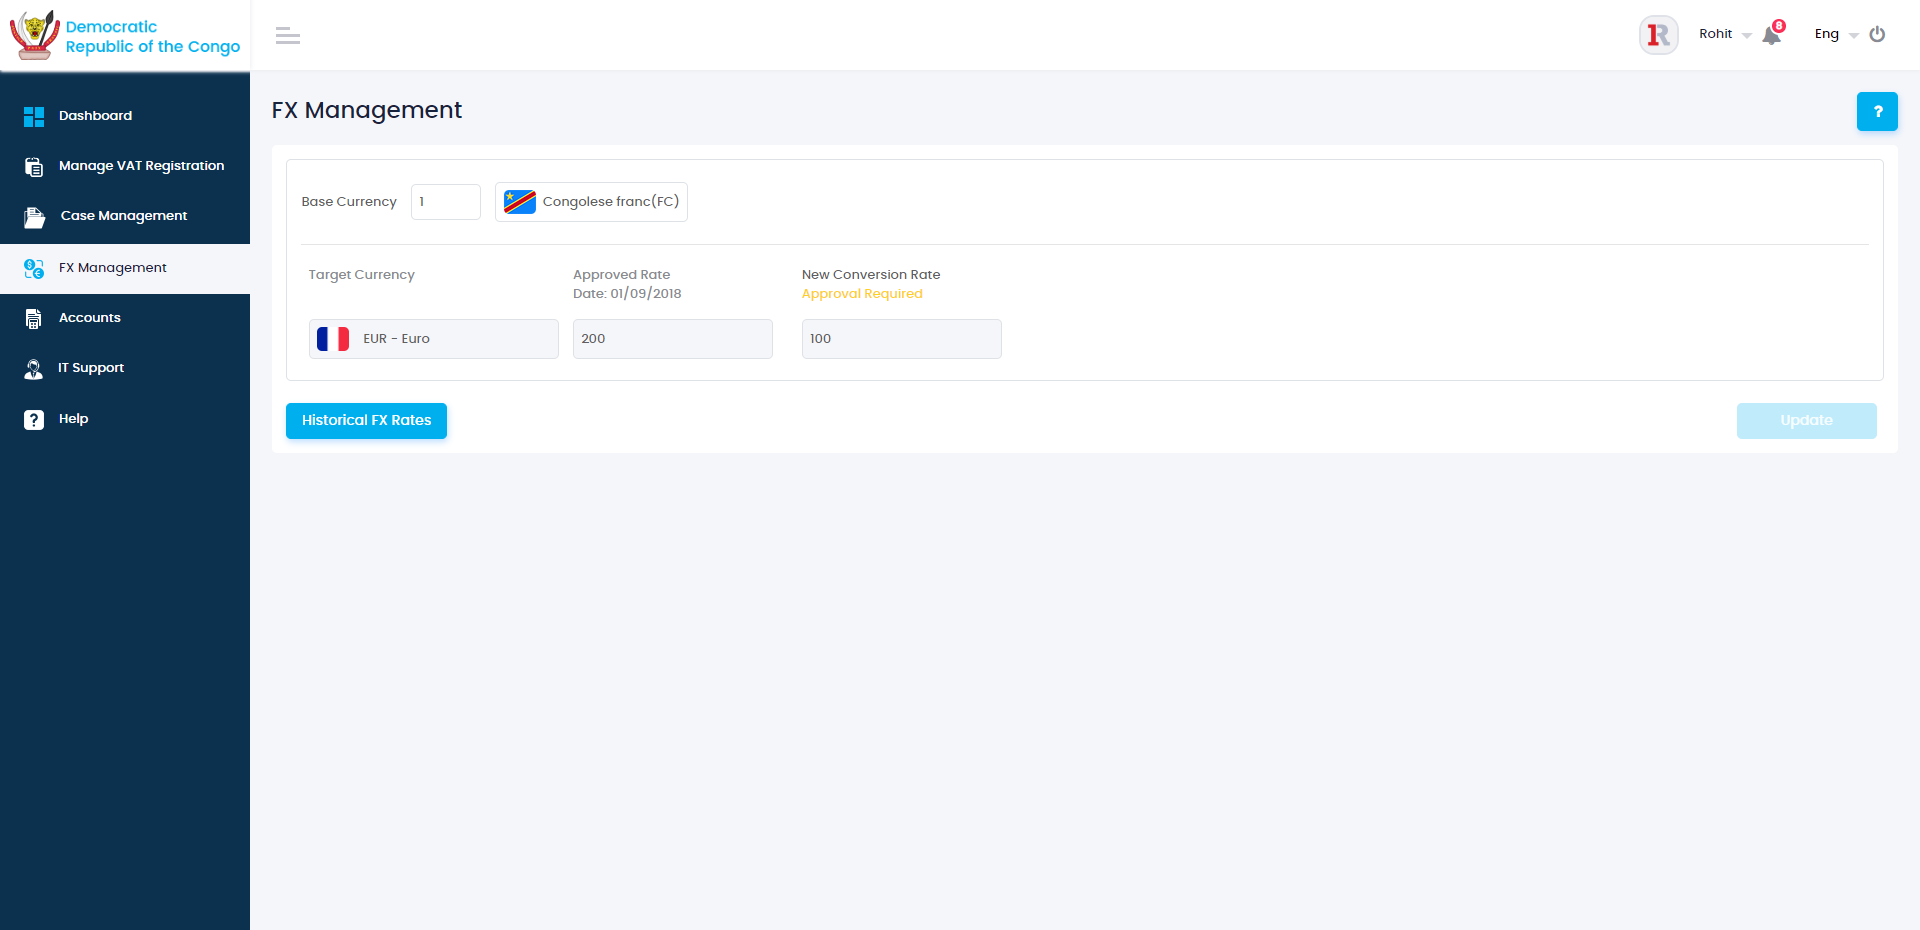 Democratic
Republic of the Congo
Rohit
8
Eng
Dashboard
Manage VAT Registration
Case Management
FX Management
Accounts
IT Support
Help
FX Management
?
Base Currency
1
Congolese franc(FC)
Target Currency
Approved Rate
Date: 01/09/2018
New Conversion Rate
Approval Required
EUR - Euro
200
100
Historical FX Rates
Update